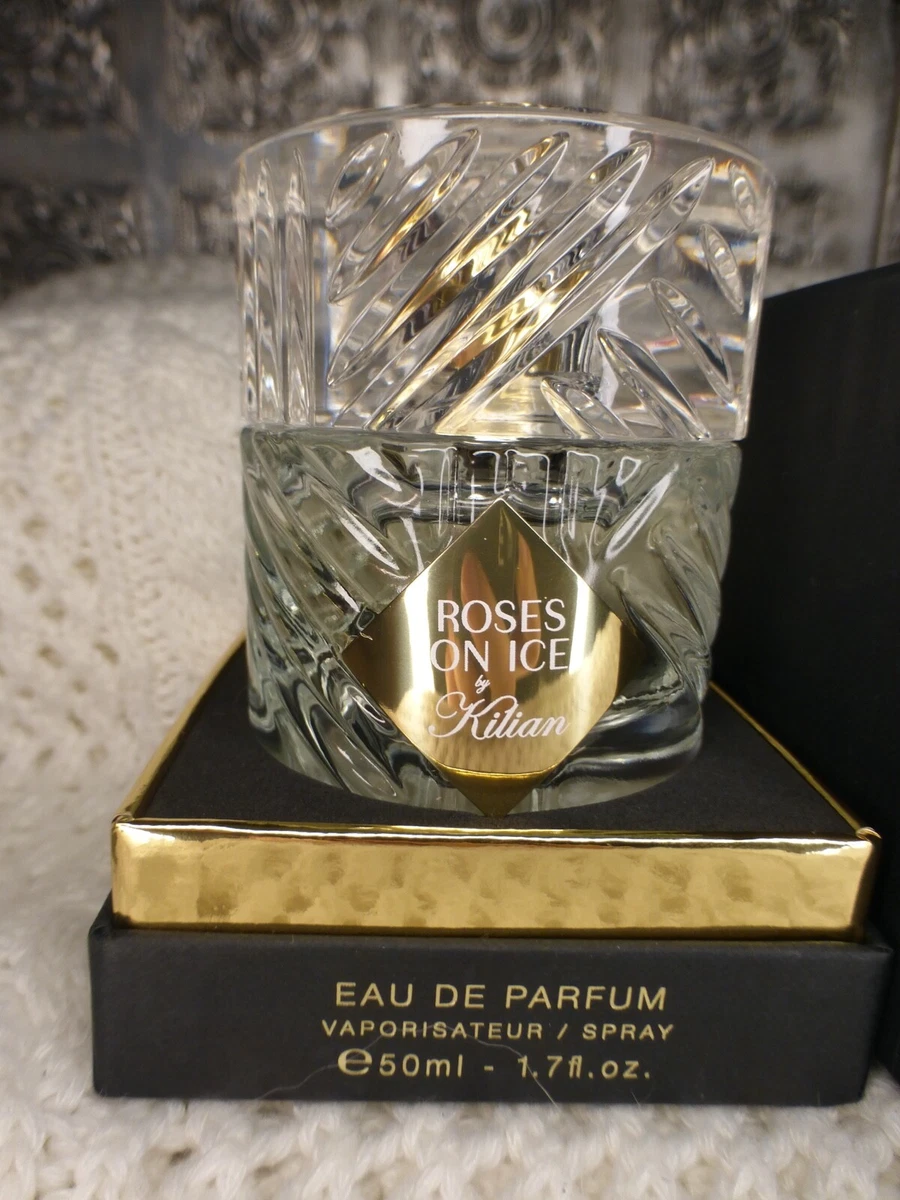 ROSES
ON ICE
by
Kilian
EAU DE PARFUM
VAPORISATEUR / SPRAY
℮50ml - 1.7fl.oz.